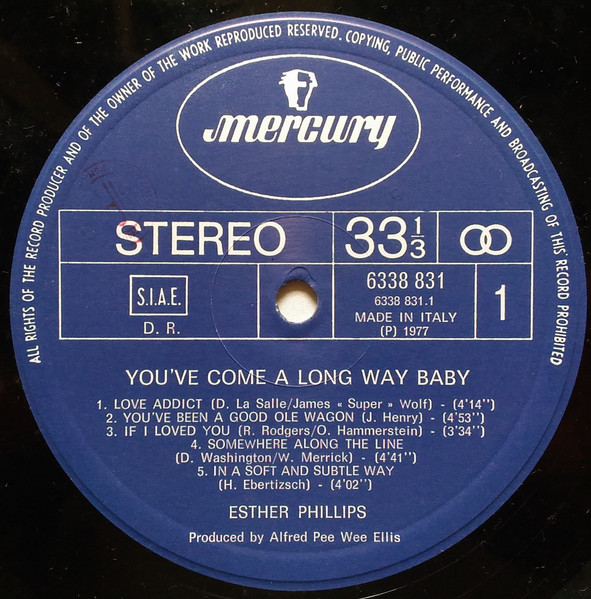 ALL RIGHTS OF THE RECORD PRODUCER AND OF THE OWNER OF THE WORK REPRODUCED RESERVED. COPYING, PUBLIC PERFORMANCE AND BROADCASTING OF THIS RECORD PROHIBITED
mercury
STEREO 33 1/3
S.I.A.E.
D. R.
6338 831
6338 831.1
MADE IN ITALY
(P) 1977
1
YOU'VE COME A LONG WAY BABY
1. LOVE ADDICT (D. La Salle/James « Super » Wolf) - (4'14'')
2. YOU'VE BEEN A GOOD OLE WAGON (J. Henry) - (4'53'')
3. IF I LOVED YOU (R. Rodgers/O. Hammerstein) - (3'34'')
4. SOMEWHERE ALONG THE LINE
(D. Washington/W. Merrick) - (4'41'')
5. IN A SOFT AND SUBTLE WAY
(H. Ebertizsch) - (4'02'')
ESTHER PHILLIPS
Produced by Alfred Pee Wee Ellis